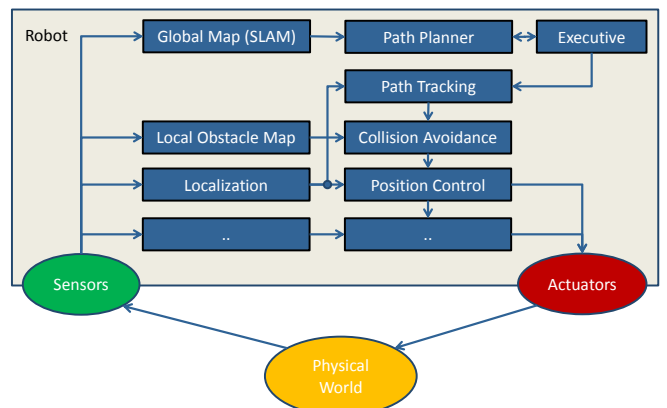 Robot
Global Map (SLAM)
Path Planner
Executive
Path Tracking
Local Obstacle Map
Collision Avoidance
Localization
Position Control
..
..
Sensors
Actuators
Physical
World